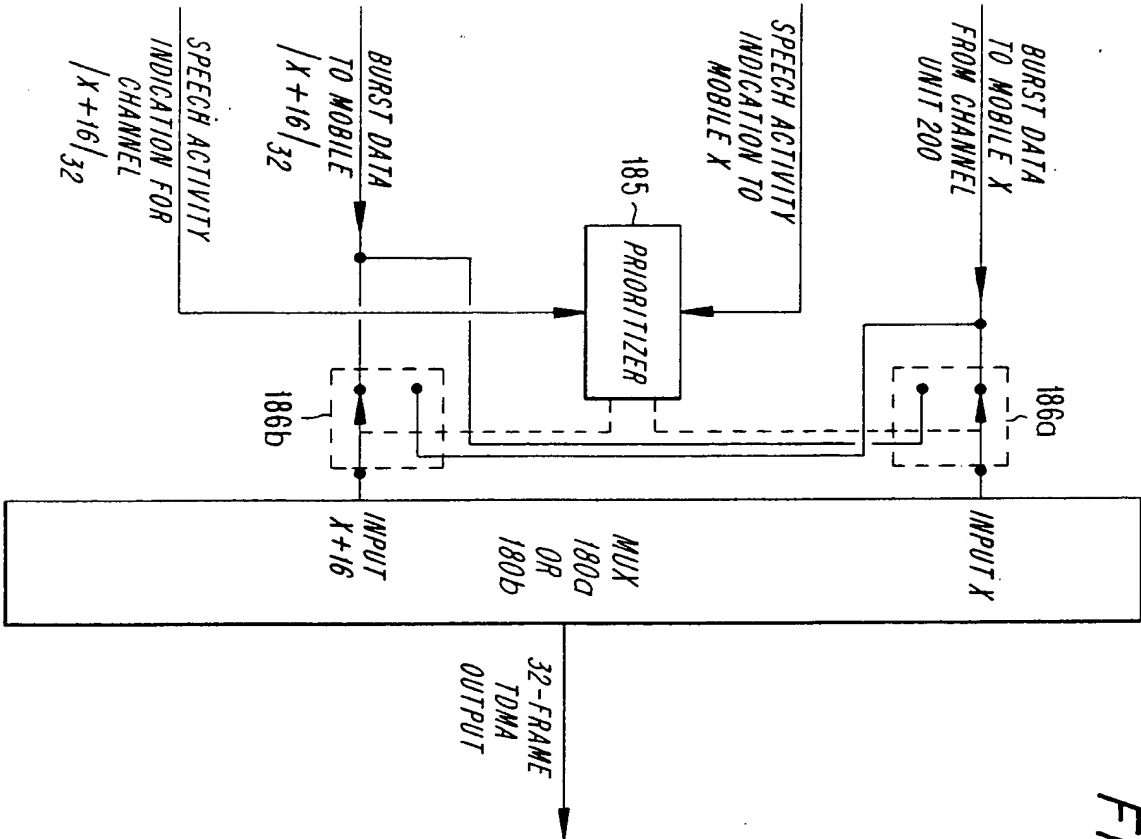 BURST DATA
TO MOBILE X
FROM CHANNEL
UNIT 200
SPEECH ACTIVITY
INDICATION TO
MOBILE X
BURST DATA
TO MOBILE
|X+16|32
SPEECH ACTIVITY
INDICATION FOR
CHANNEL
|X+16|32
185
PRIORITIZER
186a
186b
INPUT X
MUX
180a
OR
180b
INPUT
X+16
32-FRAME
TDMA
OUTPUT